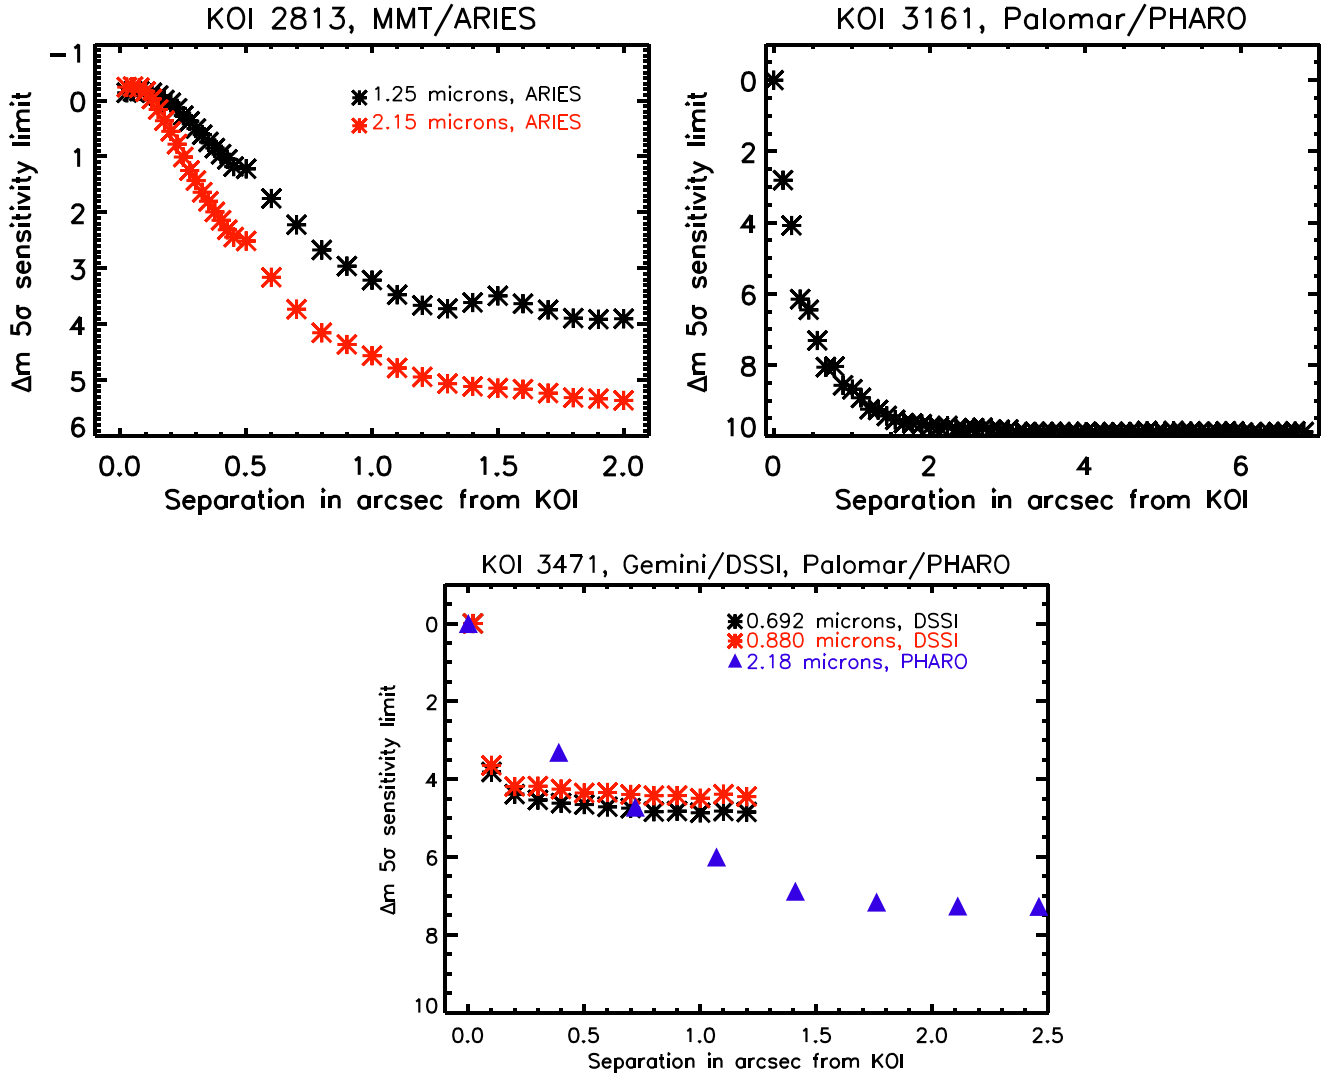 KOI 2813, MMT/ARIES
−1
0
1
2
3
4
5
6
Δm 5σ sensitivity limit
1.25 microns, ARIES
2.15 microns, ARIES
0.0 0.5 1.0 1.5 2.0
Separation in arcsec from KOI
KOI 3161, Palomar/PHARO
0
2
4
6
8
10
Δm 5σ sensitivity limit
0 2 4 6
Separation in arcsec from KOI
KOI 3471, Gemini/DSSI, Palomar/PHARO
0
2
4
6
8
10
Δm 5σ sensitivity limit
0.692 microns, DSSI
0.880 microns, DSSI
2.18 microns, PHARO
0.0 0.5 1.0 1.5 2.0 2.5
Separation in arcsec from KOI